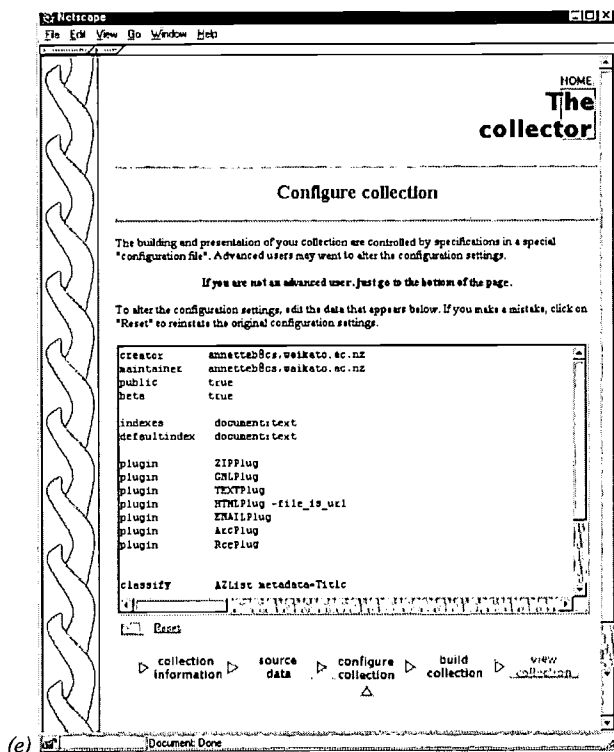 Netscape
File Edit View Go Window Help
HOME
The
collector
Configure collection
The building and presentation of your collection are controlled by specifications in a special
"configuration file". Advanced users may want to alter the configuration settings.
If you are not an advanced user, just go to the bottom of the page.
To alter the configuration settings, edit the data that appears below. If you make a mistake, click on
"Reset" to reinstate the original configuration settings.
creator annetteb@cs.waikato.ac.nz
maintainer annetteb@cs.waikato.ac.nz
public true
beta true
indexes document:text
defaultindex document:text
plugin ZIPPlug
plugin GMLPlug
plugin TEXTPlug
plugin HTMLPlug -file_is_url
plugin EMAILPlug
plugin ArcPlug
plugin RecPlug
classify AZList metadata=Title
Reset
collection information
source data
configure collection
build collection
view collection
(e)
Document: Done